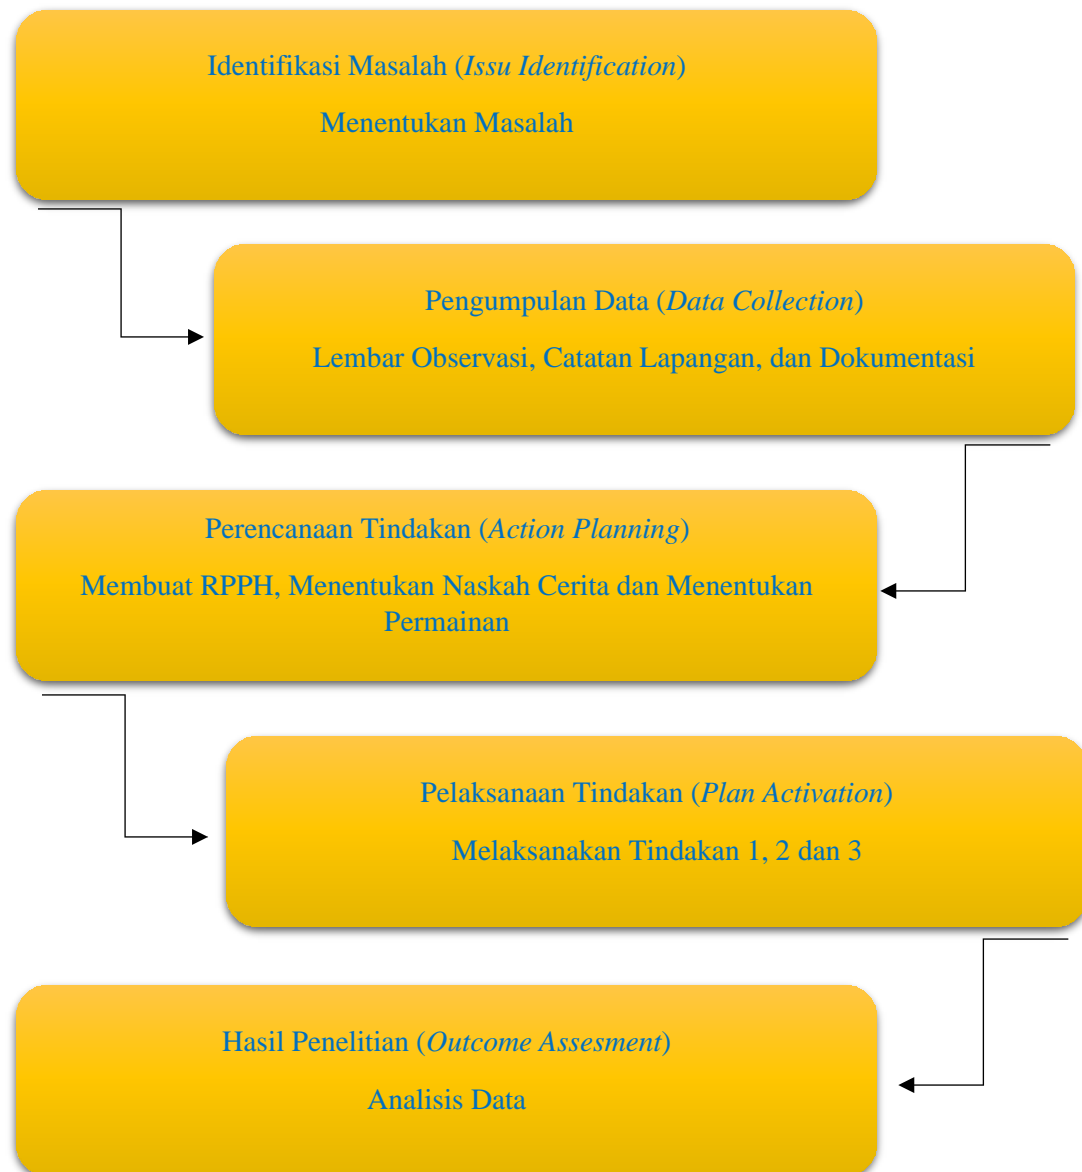 Identifikasi Masalah (Issu Identification)
Menentukan Masalah
Pengumpulan Data (Data Collection)
Lembar Observasi, Catatan Lapangan, dan Dokumentasi
Perencanaan Tindakan (Action Planning)
Membuat RPPH, Menentukan Naskah Cerita dan Menentukan
Permainan
Pelaksanaan Tindakan (Plan Activation)
Melaksanakan Tindakan 1, 2 dan 3
Hasil Penelitian (Outcome Assesment)
Analisis Data